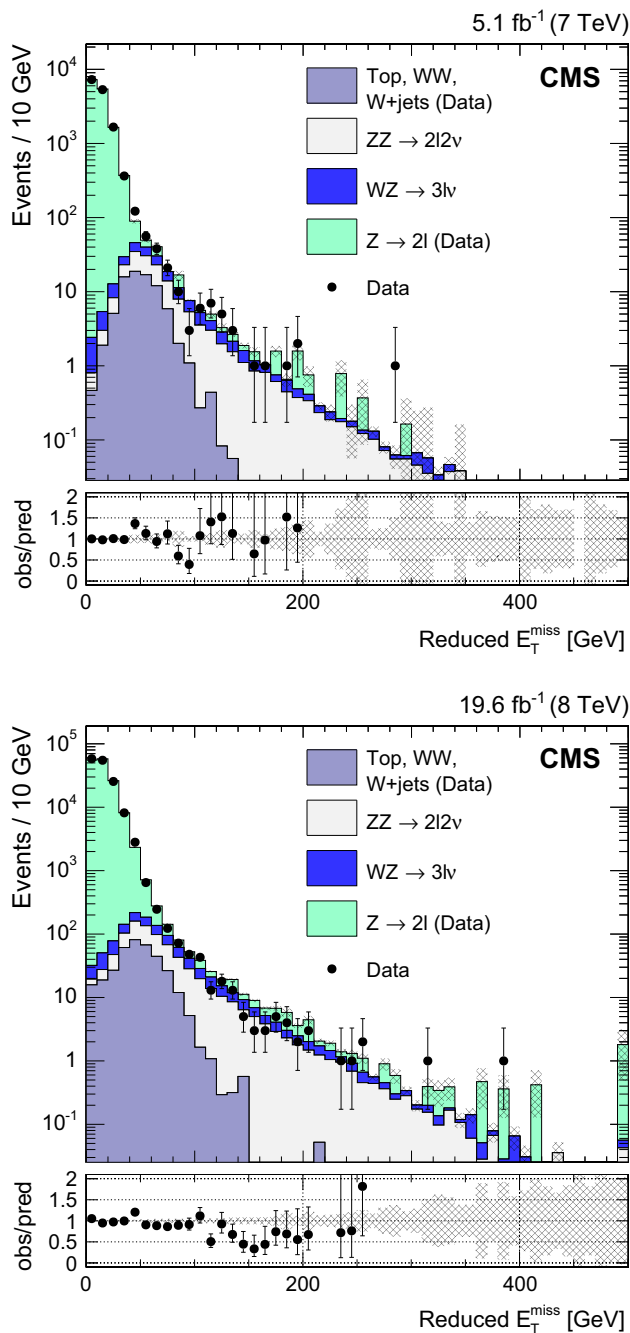 5.1 fb⁻¹ (7 TeV)
CMS
Top, WW,
W+jets (Data)
ZZ → 2l2ν
WZ → 3lν
Z → 2l (Data)
Data
Events / 10 GeV
10⁴
10³
10²
10
1
10⁻¹
obs/pred
2
1.5
1
0.5
0
0 200 400
Reduced E_T^miss [GeV]
19.6 fb⁻¹ (8 TeV)
CMS
Top, WW,
W+jets (Data)
ZZ → 2l2ν
WZ → 3lν
Z → 2l (Data)
Data
Events / 10 GeV
10⁵
10⁴
10³
10²
10
1
10⁻¹
obs/pred
2
1.5
1
0.5
0
0 200 400
Reduced E_T^miss [GeV]